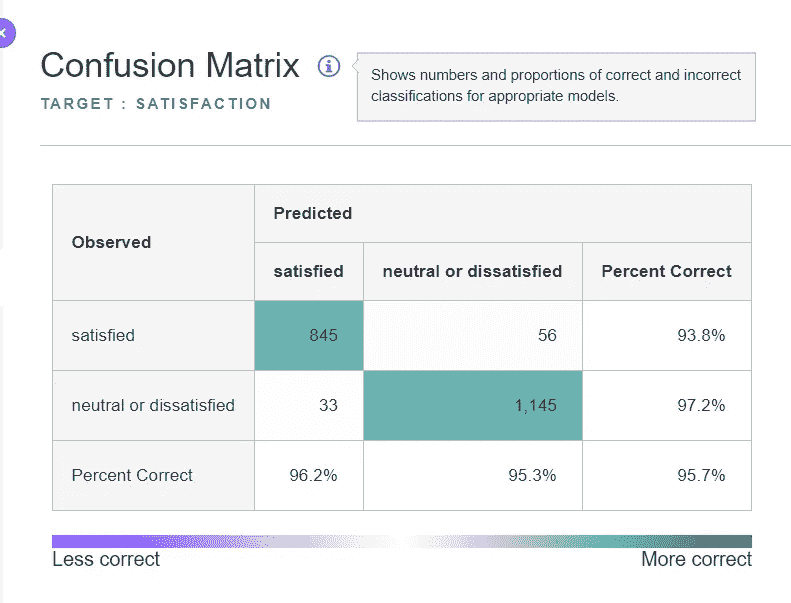 Confusion Matrix
Shows numbers and proportions of correct and incorrect
classifications for appropriate models.
TARGET : SATISFACTION
Observed
Predicted
satisfied
neutral or dissatisfied
Percent Correct
satisfied
845
56
93.8%
neutral or dissatisfied
33
1,145
97.2%
Percent Correct
96.2%
95.3%
95.7%
Less correct
More correct